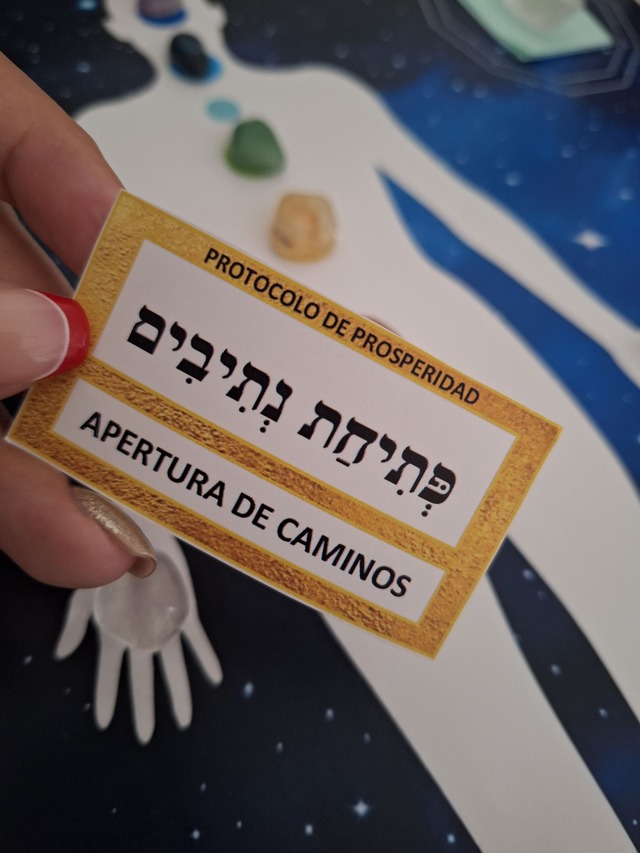 PROTOCOLO DE PROSPERIDAD
פְּתִיחַת נְתִיבִים
APERTURA DE CAMINOS